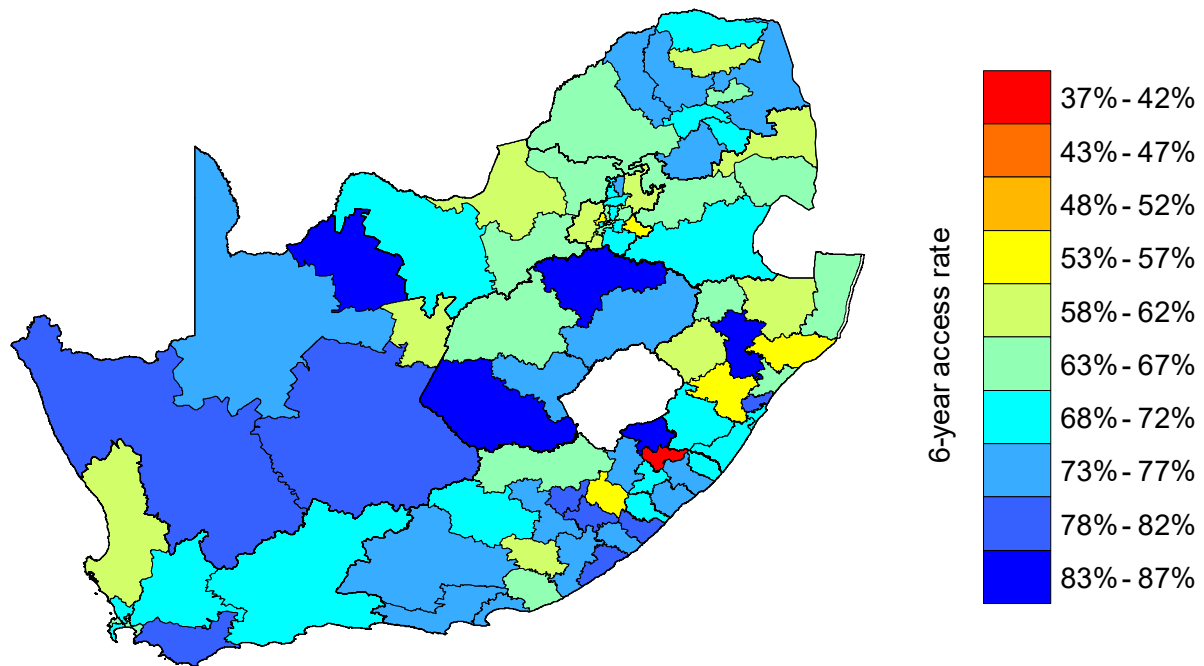 6-year access rate
37% - 42%
43% - 47%
48% - 52%
53% - 57%
58% - 62%
63% - 67%
68% - 72%
73% - 77%
78% - 82%
83% - 87%